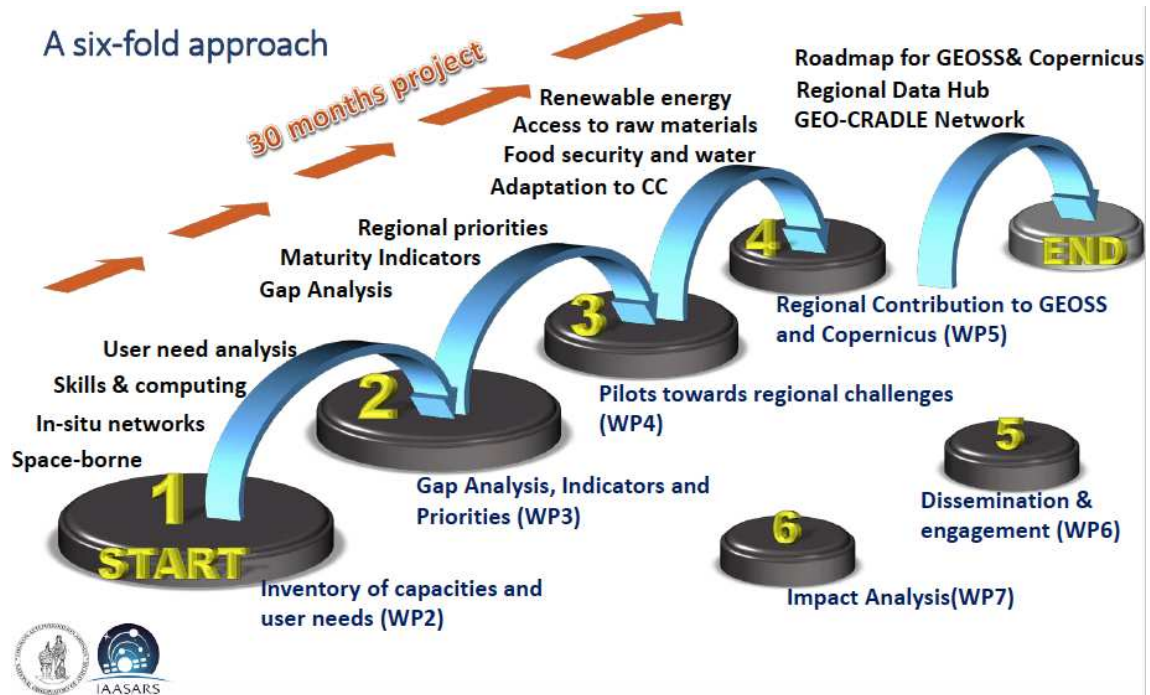 A six-fold approach
30 months project
Roadmap for GEOSS& Copernicus
Regional Data Hub
GEO-CRADLE Network
Renewable energy
Access to raw materials
Food security and water
Adaptation to CC
Regional priorities
Maturity Indicators
Gap Analysis
User need analysis
Skills & computing
In-situ networks
Space-borne
1
START
Inventory of capacities and
user needs (WP2)
2
Gap Analysis, Indicators and
Priorities (WP3)
3
Pilots towards regional challenges
(WP4)
4
Regional Contribution to GEOSS
and Copernicus (WP5)
END
5
Dissemination &
engagement (WP6)
6
Impact Analysis(WP7)
IAASARS